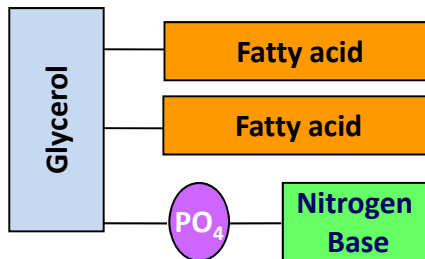 Glycerol
Fatty acid
Fatty acid
PO₄
Nitrogen
Base